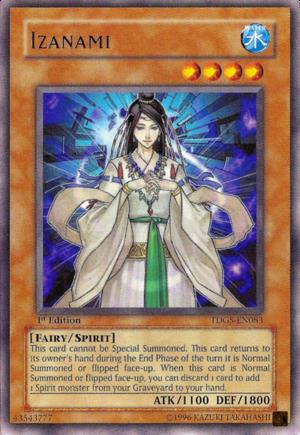 IZANAMI
WATER
水
1st Edition
TDGS-EN083
[FAIRY/SPIRIT]
This card cannot be Special Summoned. This card returns
to its owner's hand during the End Phase of the turn it is Normal
Summoned or flipped face-up. When this card is Normal
Summoned or flipped face-up, you can discard 1 card to add
1 Spirit monster from your Graveyard to your hand.
ATK/1100 DEF/1800
43543777
©1996 KAZUKI TAKAHASHI